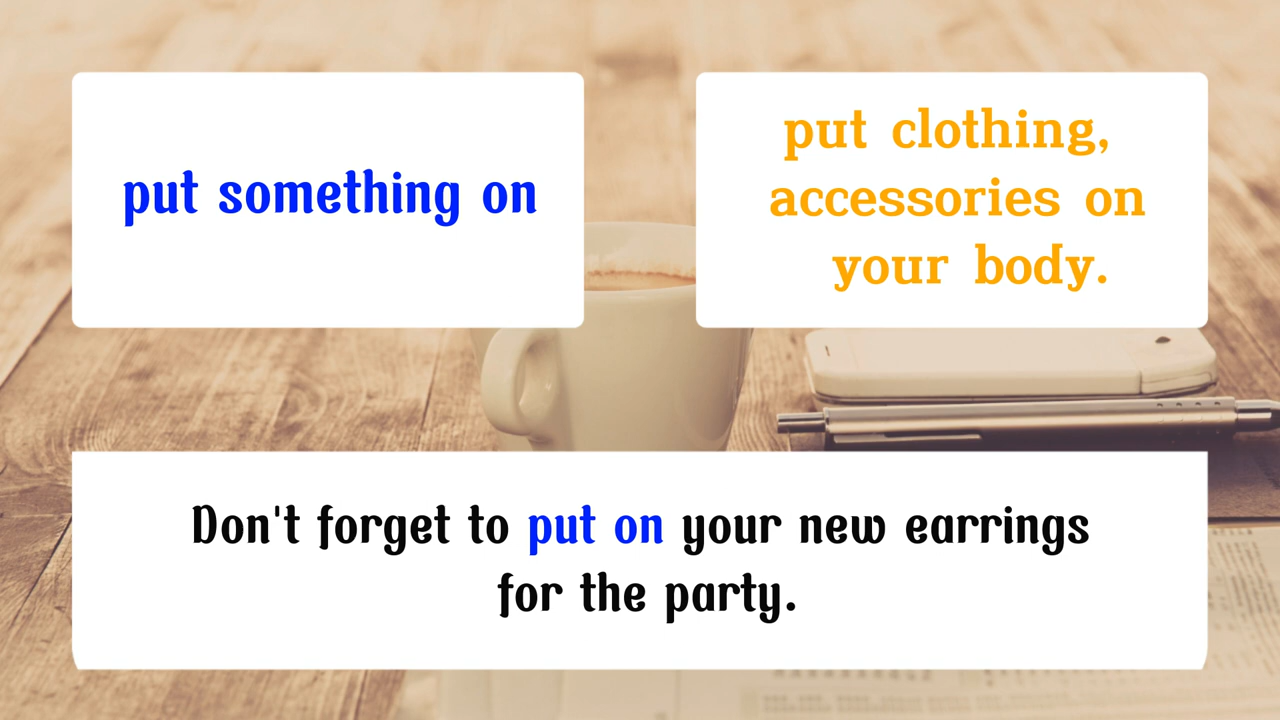 put something on
put clothing,
accessories on
your body.
Don't forget to put on your new earrings
for the party.